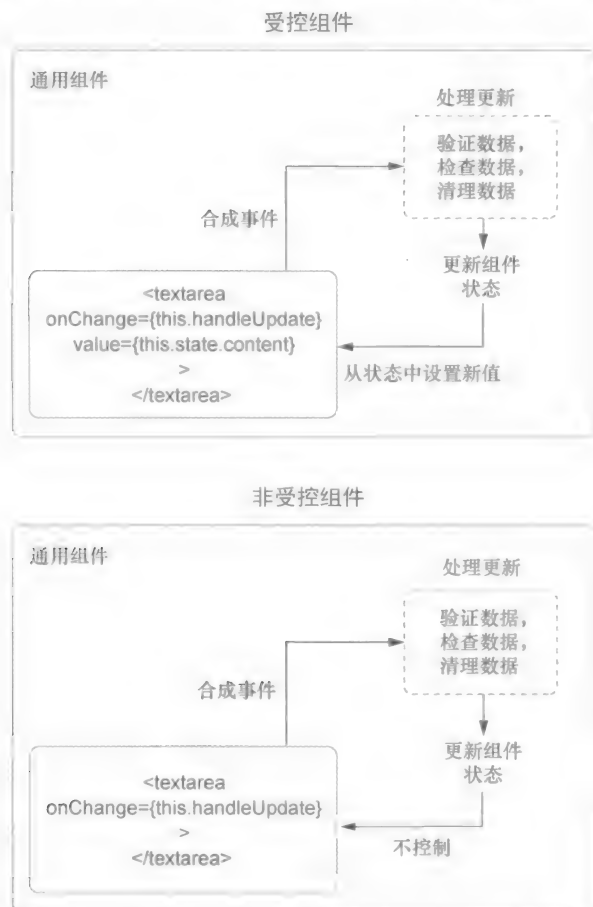 受控组件
通用组件
处理更新
验证数据，
检查数据，
清理数据
合成事件
更新组件
状态
<textarea
onChange={this.handleUpdate}
value={this.state.content}
>
</textarea>
从状态中设置新值
非受控组件
通用组件
处理更新
验证数据，
检查数据，
清理数据
合成事件
更新组件
状态
<textarea
onChange={this.handleUpdate}
>
</textarea>
不控制